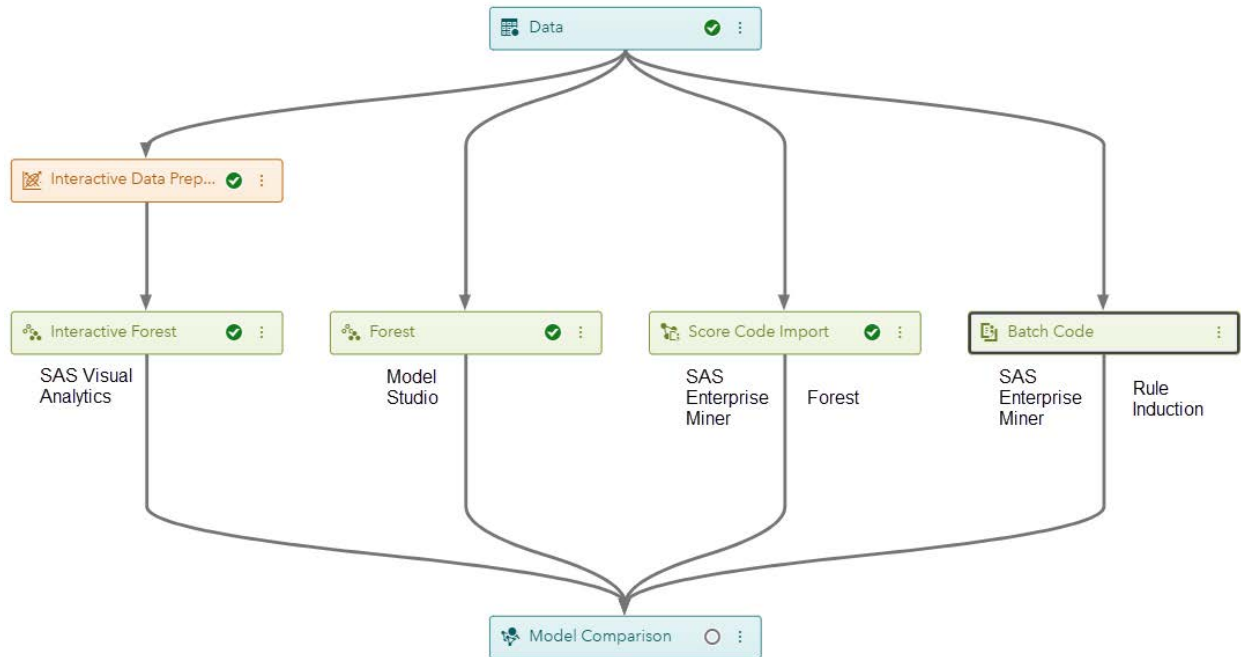 Data
Interactive Data Prep...
Interactive Forest
Forest
Score Code Import
Batch Code
SAS Visual
Analytics
Model
Studio
SAS
Enterprise
Miner
Forest
SAS
Enterprise
Miner
Rule
Induction
Model Comparison